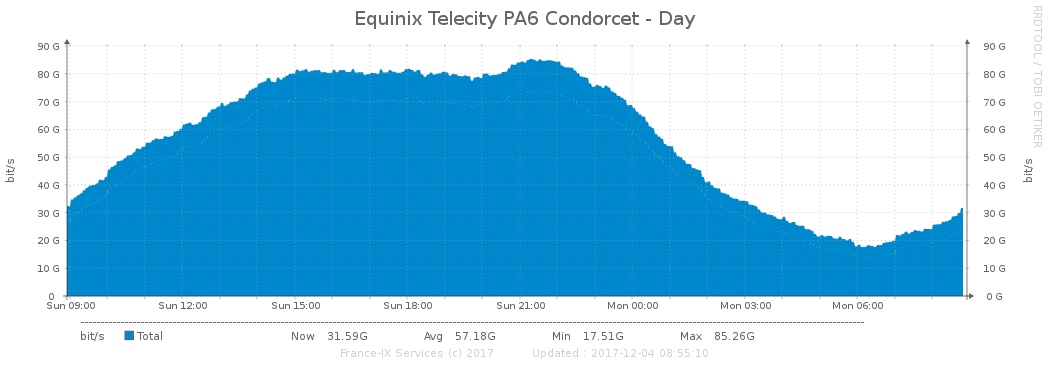 Equinix Telecity PA6 Condorcet - Day
RRDTOOL / TOBI OETIKER
90 G 90 G
80 G 80 G
70 G 70 G
60 G 60 G
50 G 50 G
40 G 40 G
30 G 30 G
20 G 20 G
10 G 10 G
0 0 G
bit/s bit/s
Sun 09:00 Sun 12:00 Sun 15:00 Sun 18:00 Sun 21:00 Mon 00:00 Mon 03:00 Mon 06:00
bit/s Total Now 31.59G Avg 57.18G Min 17.51G Max 85.26G
France-IX Services (c) 2017 Updated : 2017-12-04 08:55:10